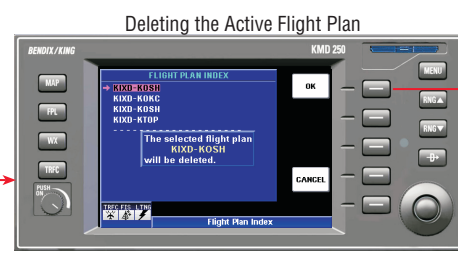 Deleting the Active Flight Plan
BENDIX/KING
KMD 250
MAP
FPL
WX
TRFC
PUSH
ON
FLIGHT PLAN INDEX
KIXD-KOSH
KIXD-KOKC
KIXD-KOSH
KIXD-KTOP
The selected flight plan
KIXD-KOSH
will be deleted.
TRFC FIS LTNG
Flight Plan Index
OK
CANCEL
MENU
RNG▲
RNG▼
-D→